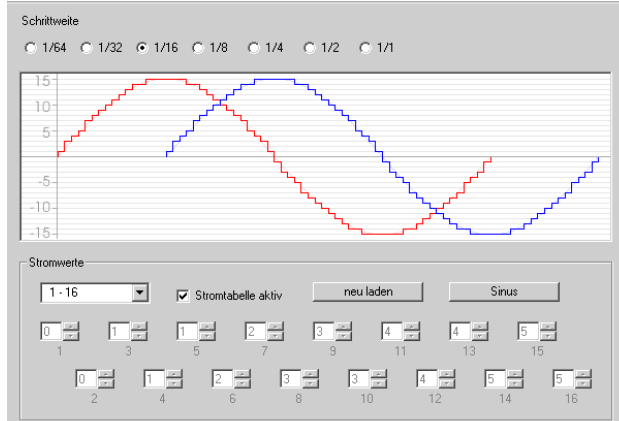 Schrittweite
1/64 1/32 1/16 1/8 1/4 1/2 1/1
15
10
5
-5
-10
-15
Stromwerte
1 - 16 Stromtabelle aktiv neu laden Sinus
0 1 1 2 3 4 4 5
1 3 5 7 9 11 13 15
0 1 2 3 3 4 5 5
2 4 6 8 10 12 14 16